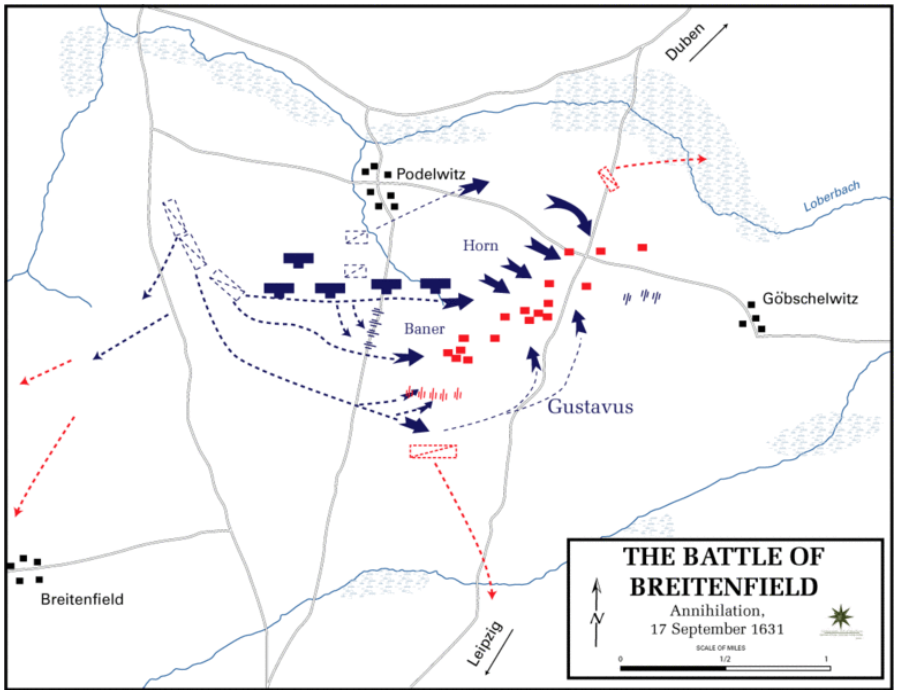 Duben
Podelwitz
Loberbach
Horn
Göbschelwitz
Baner
Gustavus
Breitenfield
Leipzig
THE BATTLE OF
BREITENFIELD
Annihilation,
17 September 1631
N
SCALE OF MILES
0 1/2 1